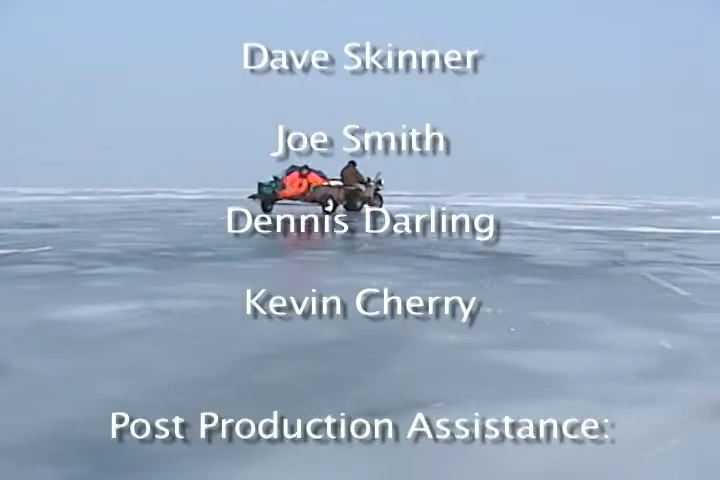 Dave Skinner
Joe Smith
Dennis Darling
Kevin Cherry
Post Production Assistance: